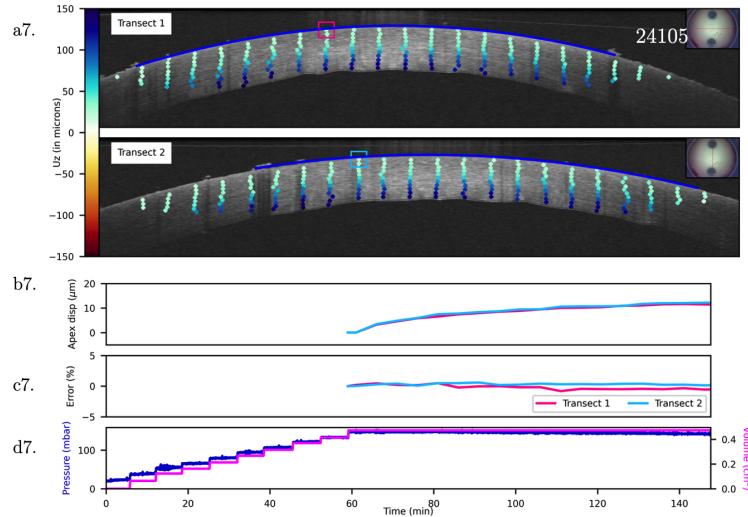 a7.
150
100
50
0
−50
−100
−150
Uz (in microns)
Transect 1
24105
Transect 2
b7.
20
10
0
Apex disp (μm)
c7.
5
0
−5
Error (%)
Transect 1
Transect 2
d7.
100
0
Pressure (mbar)
0.4
0.2
0.0
Volume (cm³)
0
20
40
60
80
100
120
140
Time (min)